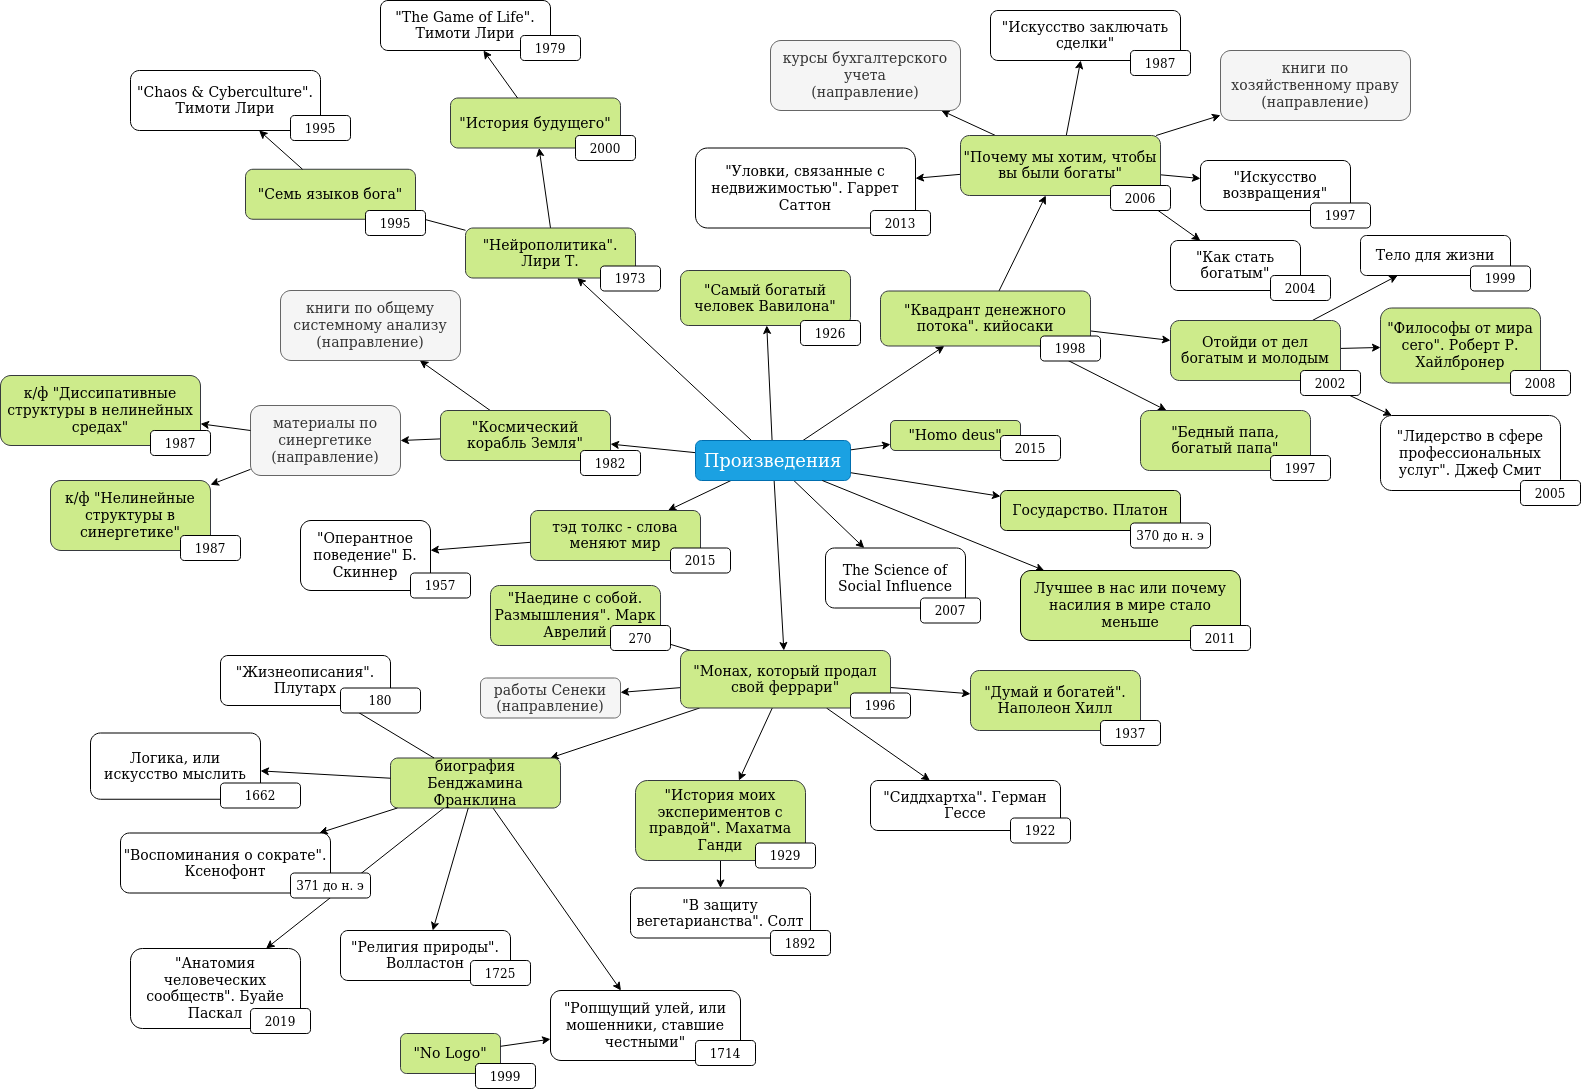 "The Game of Life".
Тимоти Лири
1979
"Искусство заключать
сделки"
1987
курсы бухгалтерского
учета
(направление)
книги по
хозяйственному праву
(направление)
"Chaos & Cyberculture".
Тимоти Лири
1995
"История будущего"
2000
"Почему мы хотим, чтобы
вы были богаты"
2006
"Уловки, связанные с
недвижимостью". Гаррет
Саттон
2013
"Искусство
возвращения"
1997
"Семь языков бога"
1995
"Нейрополитика".
Лири Т.
1973
"Как стать
богатым"
2004
Тело для жизни
1999
"Самый богатый
человек Вавилона"
1926
"Квадрант денежного
потока". кийосаки
1998
книги по общему
системному анализу
(направление)
Отойди от дел
богатым и молодым
2002
"Философы от мира
сего". Роберт Р.
Хайлбронер
2008
к/ф "Диссипативные
структуры в нелинейных
средах"
1987
материалы по
синергетике
(направление)
"Космический
корабль Земля"
1982
Произведения
"Homo deus"
2015
"Бедный папа,
богатый папа"
1997
"Лидерство в сфере
профессиональных
услуг". Джеф Смит
2005
к/ф "Нелинейные
структуры в
синергетике"
1987
Государство. Платон
370 до н. э
"Оперантное
поведение" Б.
Скиннер
1957
тэд толкс - слова
меняют мир
2015
The Science of
Social Influence
2007
Лучшее в нас или почему
насилия в мире стало
меньше
2011
"Наедине с собой.
Размышления". Марк
Аврелий
270
"Жизнеописания".
Плутарх
180
работы Сенеки
(направление)
"Монах, который продал
свой феррари"
1996
"Думай и богатей".
Наполеон Хилл
1937
Логика, или
искусство мыслить
1662
биография
Бенджамина
Франклина
"История моих
экспериментов с
правдой". Махатма
Ганди
1929
"Сиддхартха". Герман
Гессе
1922
"Воспоминания о сократе".
Ксенофонт
371 до н. э
"В защиту
вегетарианства". Солт
1892
"Анатомия
человеческих
сообществ". Буайе
Паскал
2019
"Религия природы".
Волластон
1725
"Ропщущий улей, или
мошенники, ставшие
честными"
1714
"No Logo"
1999